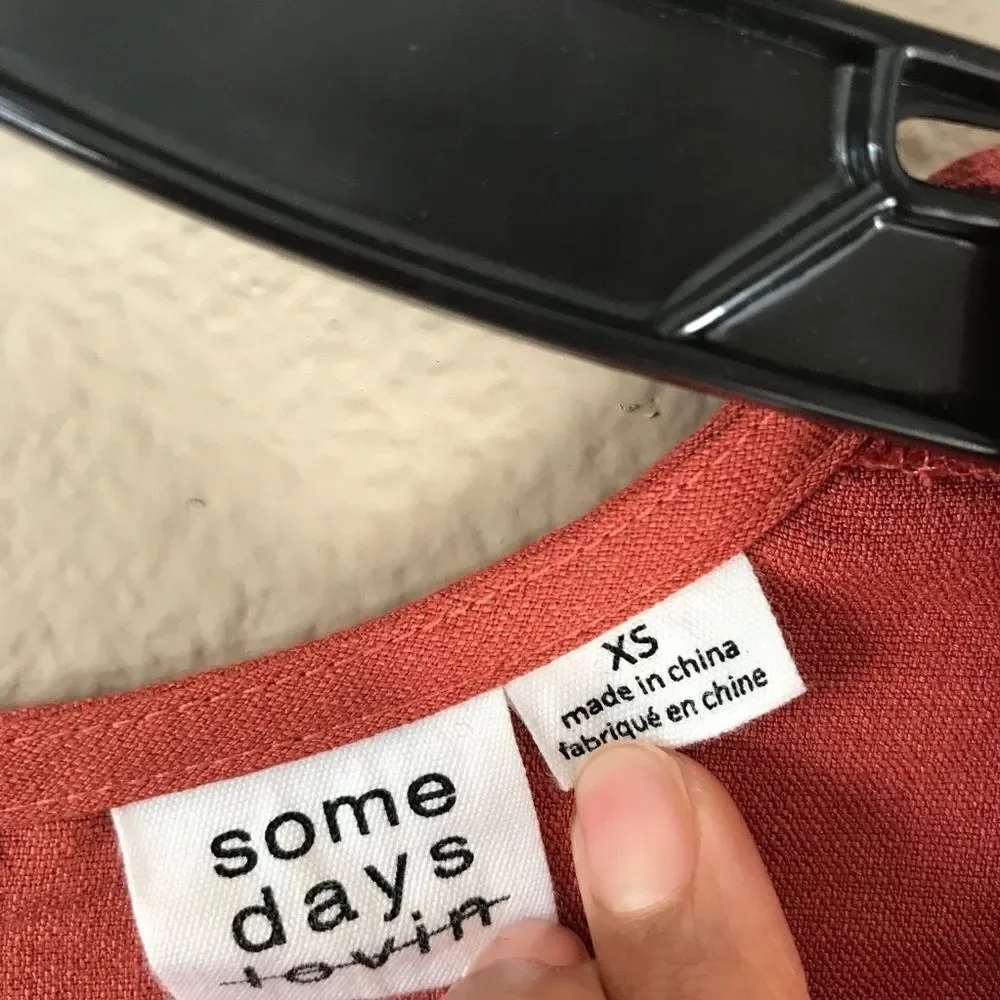 some
days
lovin
XS
made in china
fabriqué en chine